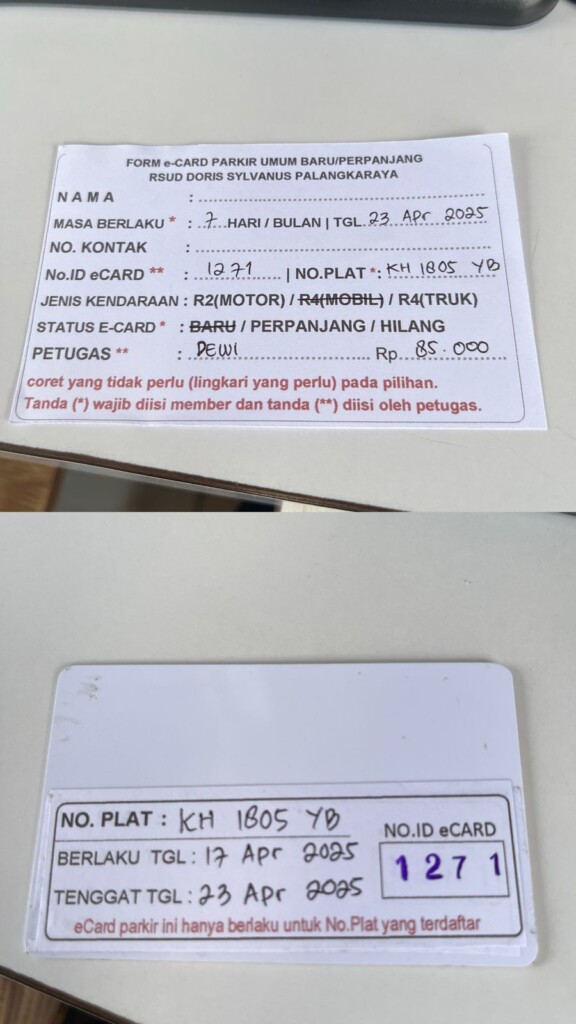 FORM e-CARD PARKIR UMUM BARU/PERPANJANG
RSUD DORIS SYLVANUS PALANGKARAYA
NAMA :
MASA BERLAKU * : 7 HARI / BULAN | TGL. 23 Apr 2025
NO. KONTAK :
No.ID eCARD ** : 1271 | NO.PLAT *: KH 1805 YB
JENIS KENDARAAN : R2(MOTOR) / R4(MOBIL) / R4(TRUK)
STATUS E-CARD * : BARU / PERPANJANG / HILANG
PETUGAS ** : DEWI Rp. 85.000
coret yang tidak perlu (lingkari yang perlu) pada pilihan.
Tanda (*) wajib diisi member dan tanda (**) diisi oleh petugas.
NO. PLAT : KH 1805 YB
NO.ID eCARD
BERLAKU TGL : 17 Apr 2025
1271
TENGGAT TGL : 23 Apr 2025
eCard parkir ini hanya berlaku untuk No.Plat yang terdaftar